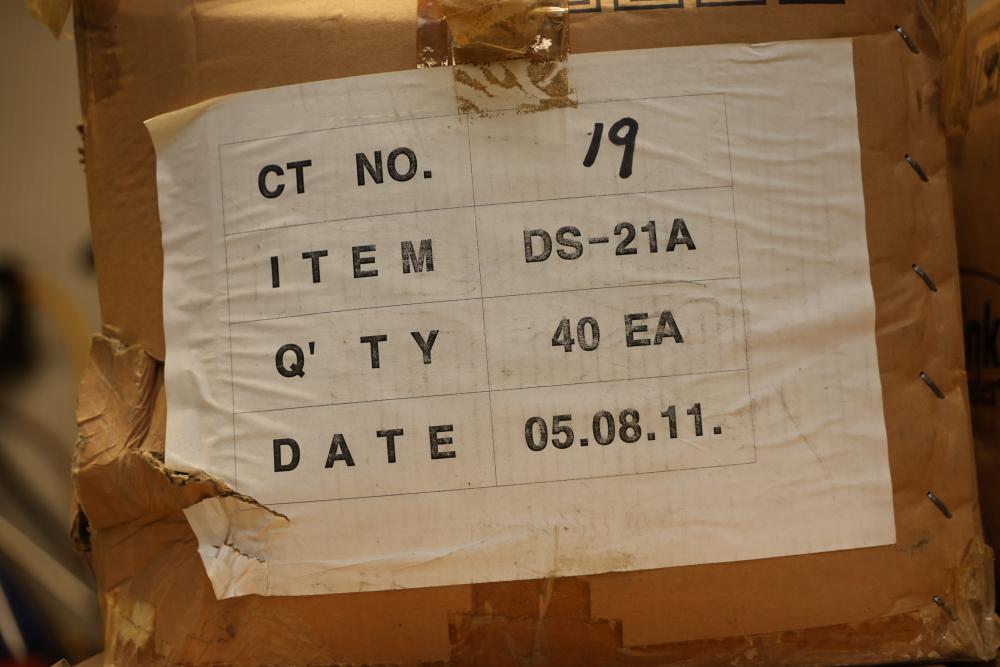 CT NO. 19
ITEM DS-21A
Q'TY 40 EA
DATE 05.08.11.